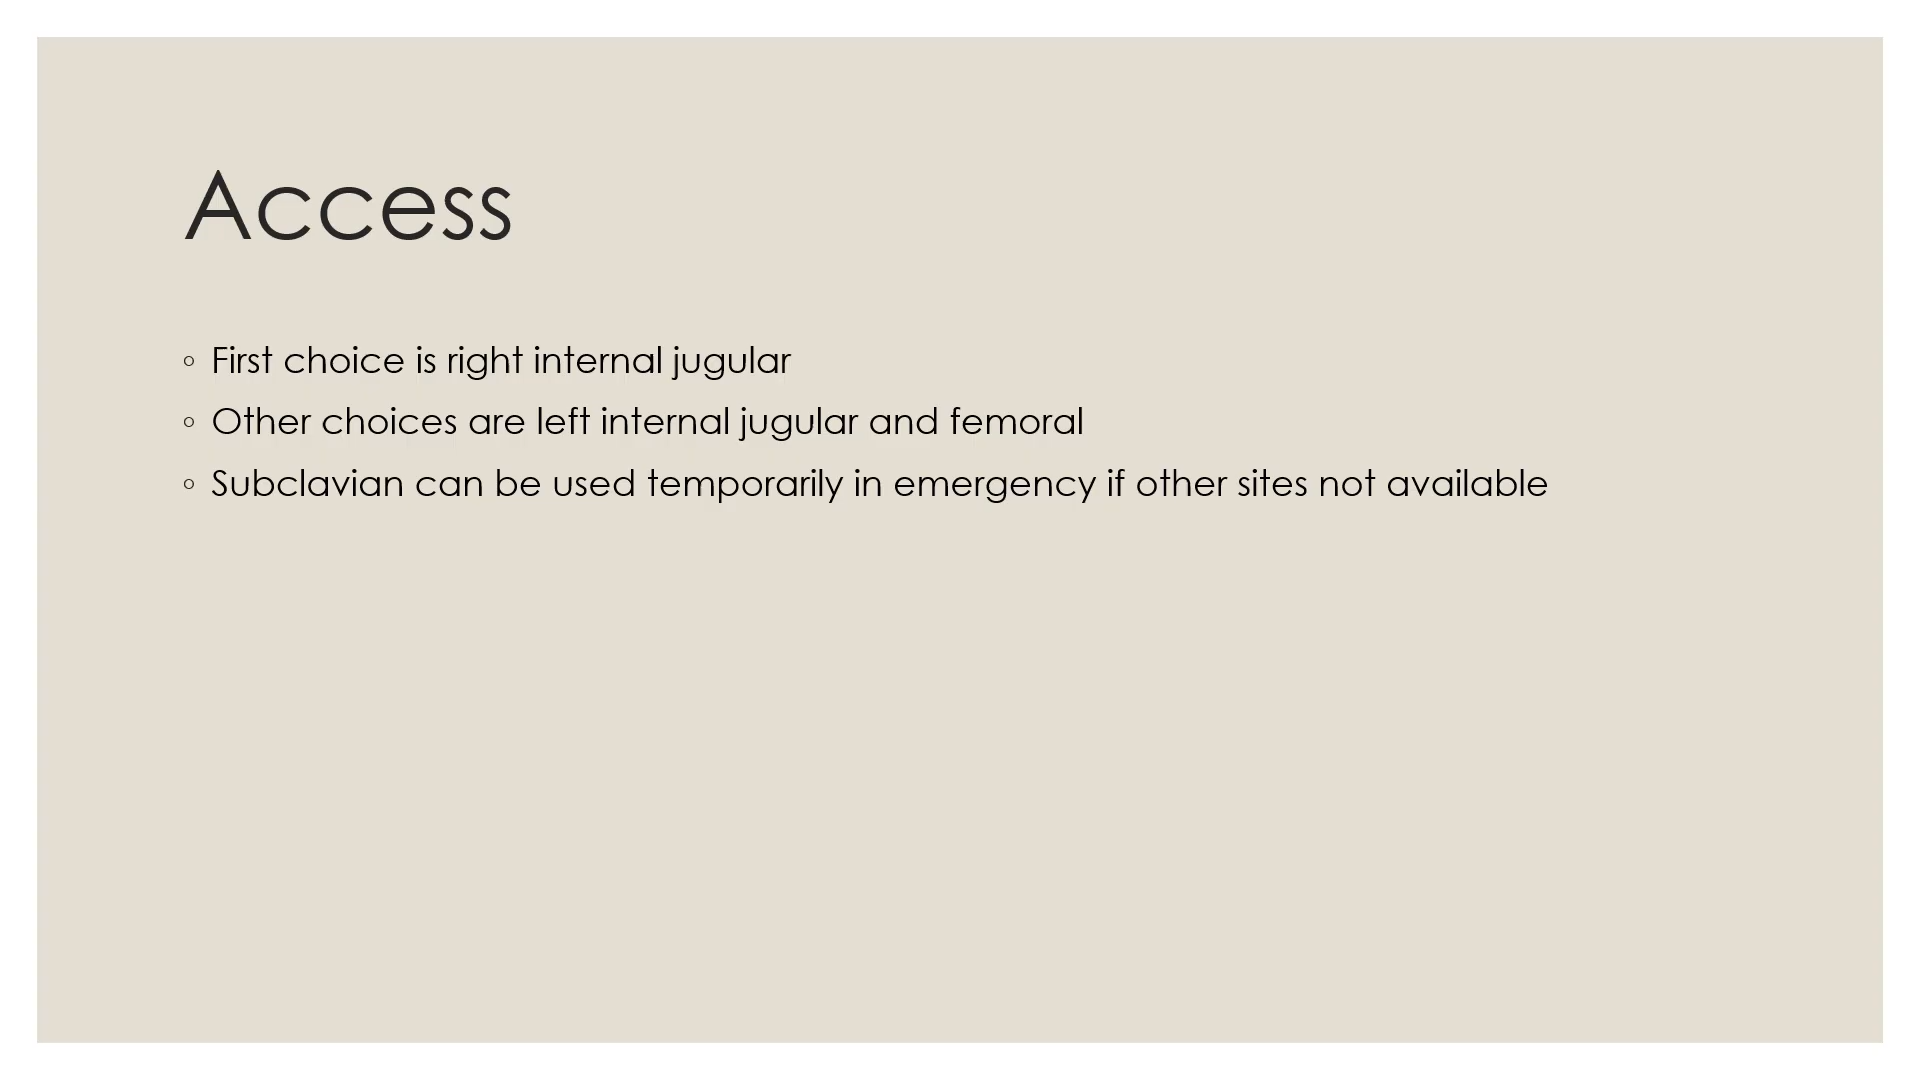 Access
◦ First choice is right internal jugular
◦ Other choices are left internal jugular and femoral
◦ Subclavian can be used temporarily in emergency if other sites not available